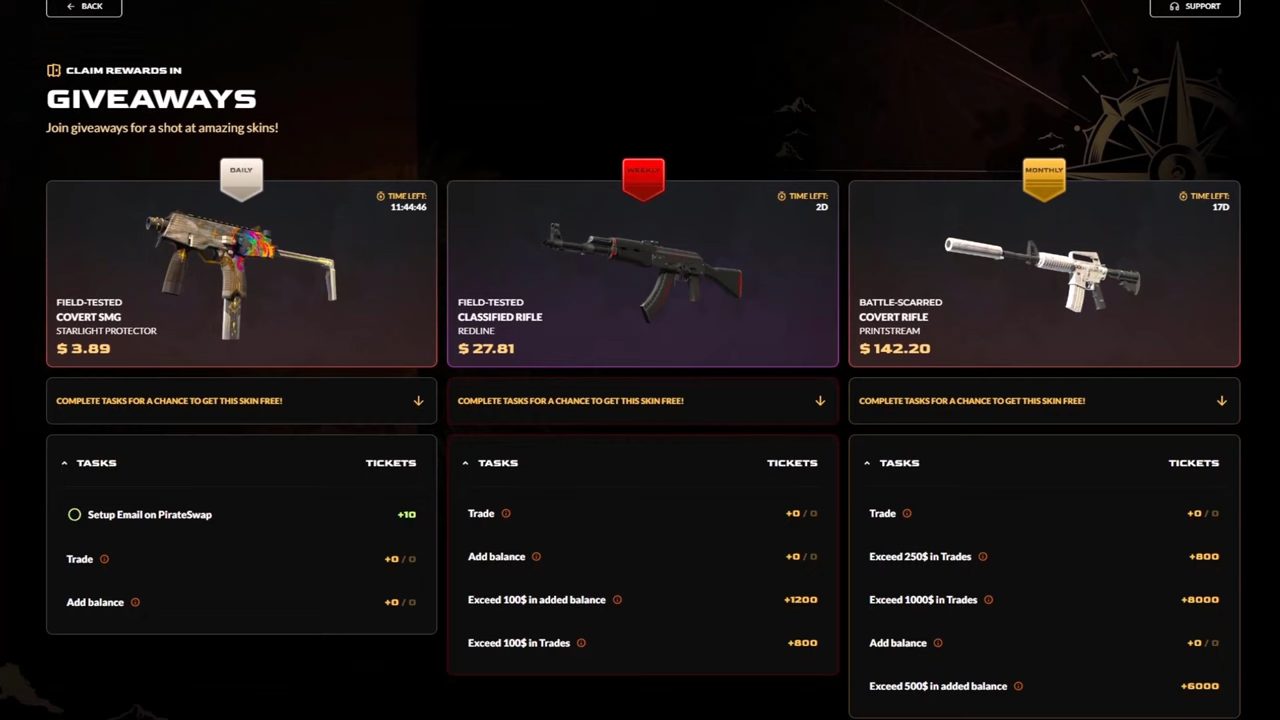 BACK
SUPPORT
CLAIM REWARDS IN
GIVEAWAYS
Join giveaways for a shot at amazing skins!
DAILY
TIME LEFT:
11:44:46
FIELD-TESTED
COVERT SMG
STARLIGHT PROTECTOR
$ 3.89
COMPLETE TASKS FOR A CHANCE TO GET THIS SKIN FREE!
TASKS TICKETS
Setup Email on PirateSwap +10
Trade +0 / 0
Add balance +0 / 0
WEEKLY
TIME LEFT:
2D
FIELD-TESTED
CLASSIFIED RIFLE
REDLINE
$ 27.81
COMPLETE TASKS FOR A CHANCE TO GET THIS SKIN FREE!
TASKS TICKETS
Trade +0 / 0
Add balance +0 / 0
Exceed 100$ in added balance +1200
Exceed 100$ in Trades +800
MONTHLY
TIME LEFT:
17D
BATTLE-SCARRED
COVERT RIFLE
PRINTSTREAM
$ 142.20
COMPLETE TASKS FOR A CHANCE TO GET THIS SKIN FREE!
TASKS TICKETS
Trade +0 / 0
Exceed 250$ in Trades +800
Exceed 1000$ in Trades +8000
Add balance +0 / 0
Exceed 500$ in added balance +6000